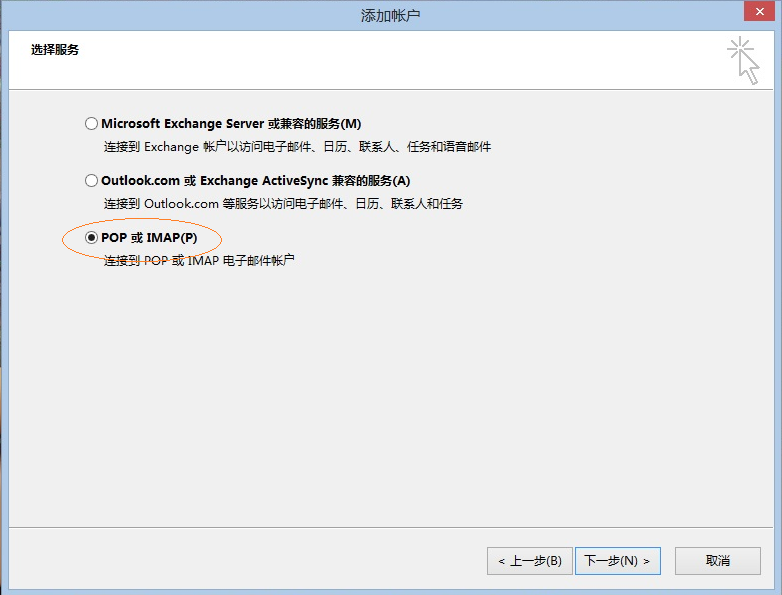 添加帐户
选择服务
Microsoft Exchange Server 或兼容的服务(M)
连接到 Exchange 帐户以访问电子邮件、日历、联系人、任务和语音邮件
Outlook.com 或 Exchange ActiveSync 兼容的服务(A)
连接到 Outlook.com 等服务以访问电子邮件、日历、联系人和任务
POP 或 IMAP(P)
连接到 POP 或 IMAP 电子邮件帐户
< 上一步(B) 下一步(N) > 取消